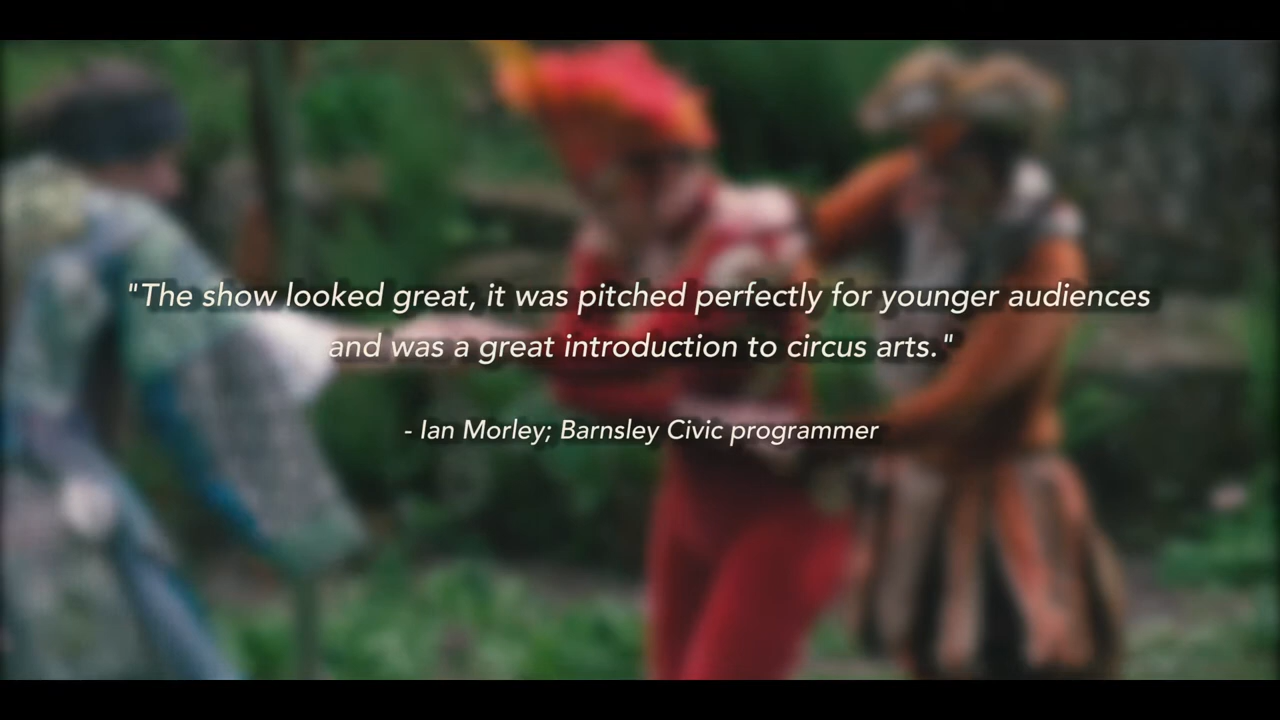 "The show looked great, it was pitched perfectly for younger audiences
and was a great introduction to circus arts."
- Ian Morley; Barnsley Civic programmer